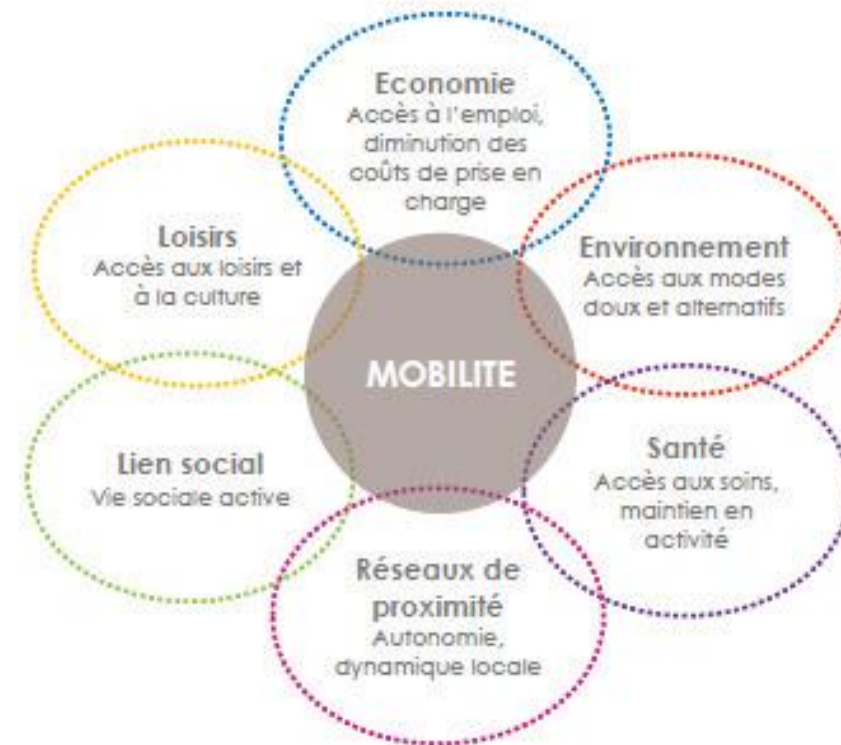 Economie
Accès à l'emploi,
diminution des
coûts de prise en
charge
Loisirs
Accès aux loisirs et
à la culture
Environnement
Accès aux modes
doux et alternatifs
MOBILITE
Lien social
Vie sociale active
Santé
Accès aux soins,
maintien en
activité
Réseaux de
proximité
Autonomie,
dynamique locale